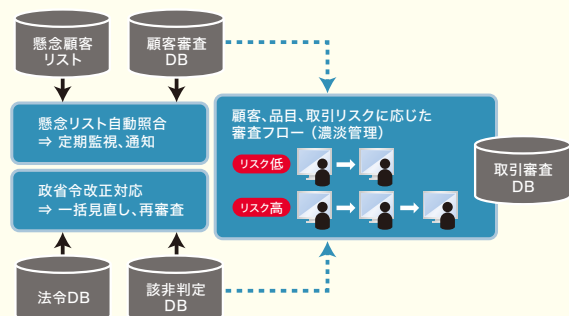 懸念顧客
リスト
顧客審査
DB
懸念リスト自動照合
⇒ 定期監視、通知
政省令改正対応
⇒ 一括見直し、再審査
法令DB
該非判定
DB
顧客、品目、取引リスクに応じた
審査フロー（濃淡管理）
リスク低
リスク高
取引審査
DB